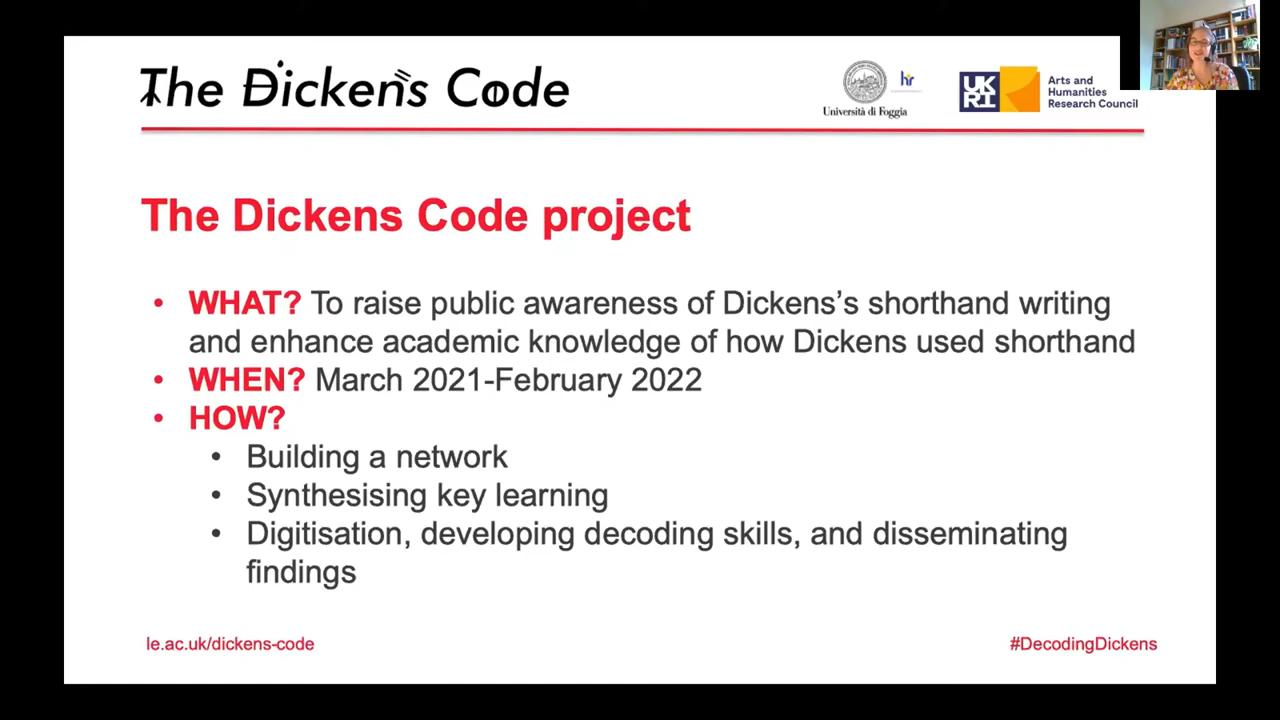 The Dickens Code
hr
Università di Foggia
UK
RI
Arts and
Humanities
Research Council
The Dickens Code project
• WHAT? To raise public awareness of Dickens’s shorthand writing
and enhance academic knowledge of how Dickens used shorthand
• WHEN? March 2021-February 2022
• HOW?
• Building a network
• Synthesising key learning
• Digitisation, developing decoding skills, and disseminating
findings
le.ac.uk/dickens-code
#DecodingDickens